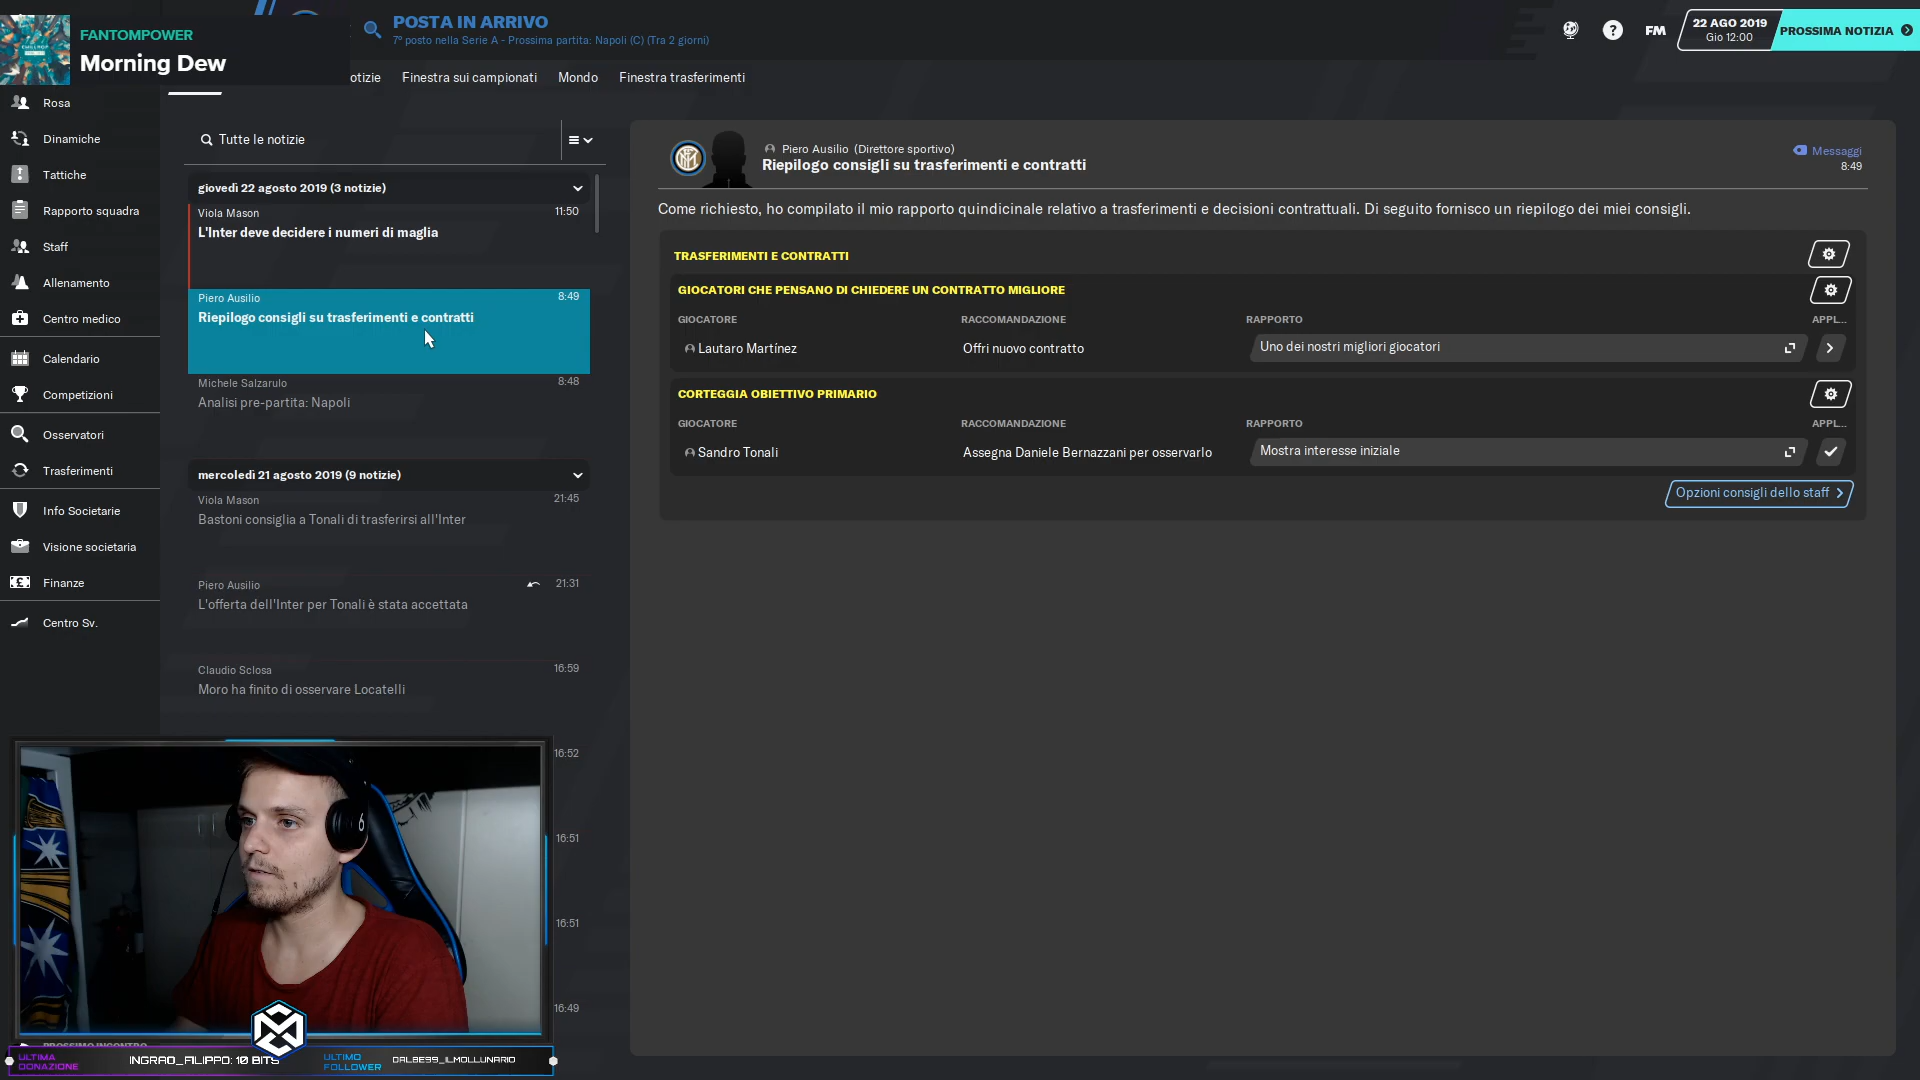 FANTOMPOWER
Morning Dew
POSTA IN ARRIVO
7° posto nella Serie A - Prossima partita: Napoli (C) (Tra 2 giorni)
FM
22 AGO 2019
Gio 12:00
PROSSIMA NOTIZIA
otizie
Finestra sui campionati
Mondo
Finestra trasferimenti
Rosa
Dinamiche
Tattiche
Rapporto squadra
Staff
Allenamento
Centro medico
Calendario
Competizioni
Osservatori
Trasferimenti
Info Societarie
Visione societaria
Finanze
Centro Sv.
Tutte le notizie
giovedì 22 agosto 2019 (3 notizie)
Viola Mason 11:50
L'Inter deve decidere i numeri di maglia
Piero Ausilio 8:49
Riepilogo consigli su trasferimenti e contratti
Michele Salzarulo 8:48
Analisi pre-partita: Napoli
mercoledì 21 agosto 2019 (9 notizie)
Viola Mason 21:45
Bastoni consiglia a Tonali di trasferirsi all'Inter
Piero Ausilio 21:31
L'offerta dell'Inter per Tonali è stata accettata
Claudio Sclosa 16:59
Moro ha finito di osservare Locatelli
16:52
16:51
16:51
16:49
Piero Ausilio (Direttore sportivo)
Riepilogo consigli su trasferimenti e contratti
Messaggi
8:49
Come richiesto, ho compilato il mio rapporto quindicinale relativo a trasferimenti e decisioni contrattuali. Di seguito fornisco un riepilogo dei miei consigli.
TRASFERIMENTI E CONTRATTI
GIOCATORI CHE PENSANO DI CHIEDERE UN CONTRATTO MIGLIORE
GIOCATORE RACCOMANDAZIONE RAPPORTO APPL...
Lautaro Martínez Offri nuovo contratto Uno dei nostri migliori giocatori
CORTEGGIA OBIETTIVO PRIMARIO
GIOCATORE RACCOMANDAZIONE RAPPORTO APPL...
Sandro Tonali Assegna Daniele Bernazzani per osservarlo Mostra interesse iniziale
Opzioni consigli dello staff
PROSSIMO INCONTRO
ULTIMA DONAZIONE
INGRAO_FILIPPO: 10 BITS
ULTIMO FOLLOWER
DALBE99_ILMOLLUNARIO